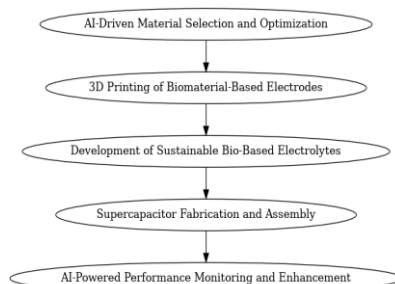 AI-Driven Material Selection and Optimization
3D Printing of Biomaterial-Based Electrodes
Development of Sustainable Bio-Based Electrolytes
Supercapacitor Fabrication and Assembly
AI-Powered Performance Monitoring and Enhancement